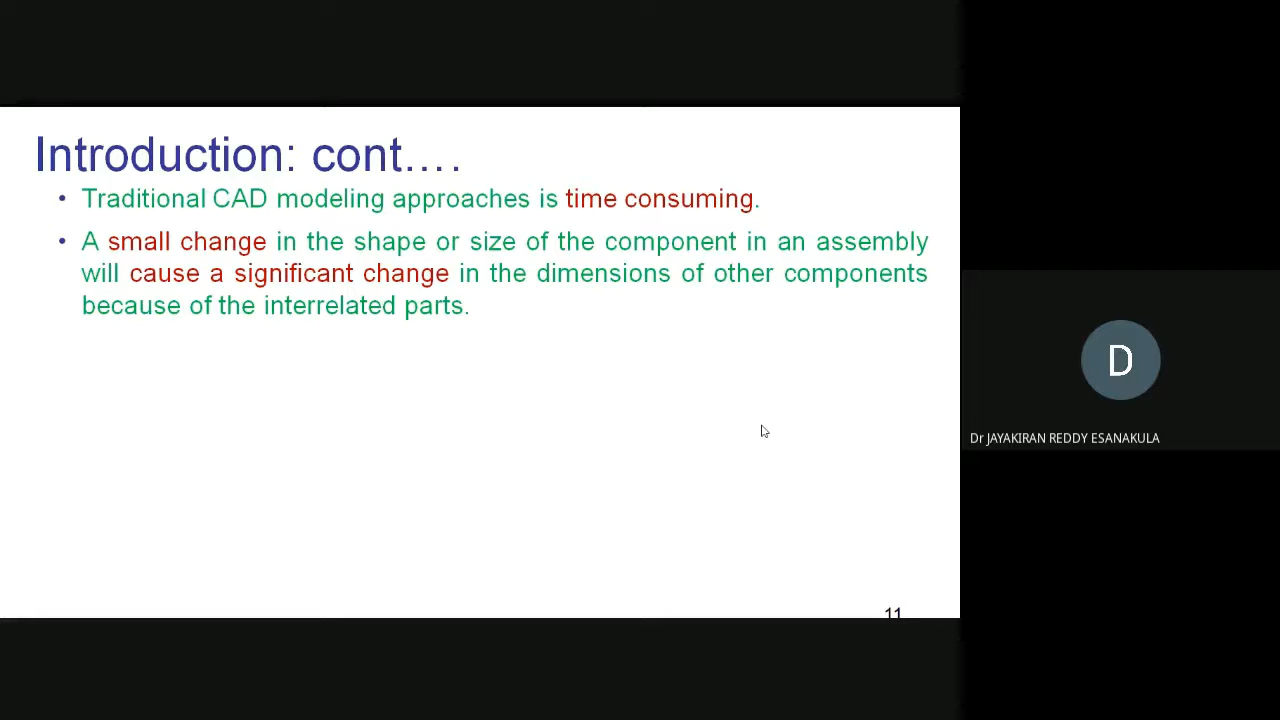 Introduction: cont….
• Traditional CAD modeling approaches is time consuming.
• A small change in the shape or size of the component in an assembly
will cause a significant change in the dimensions of other components
because of the interrelated parts.
D
Dr JAYAKIRAN REDDY ESANAKULA
11